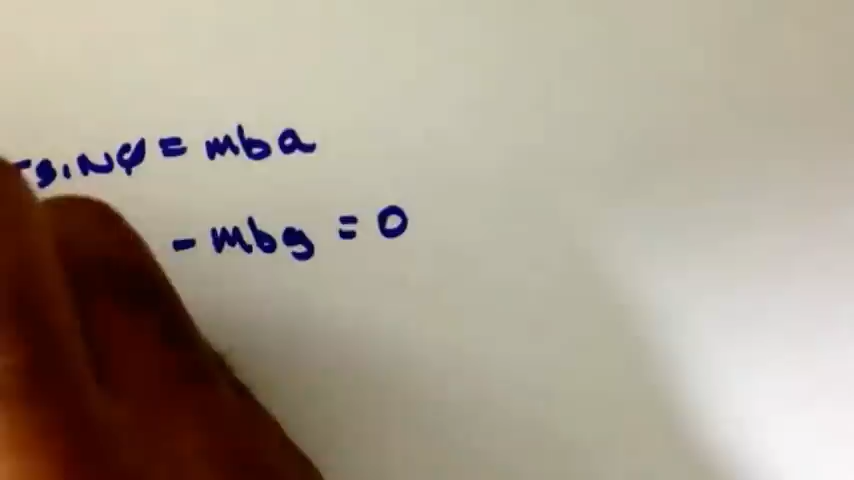 sinφ = mba
- mbg = 0